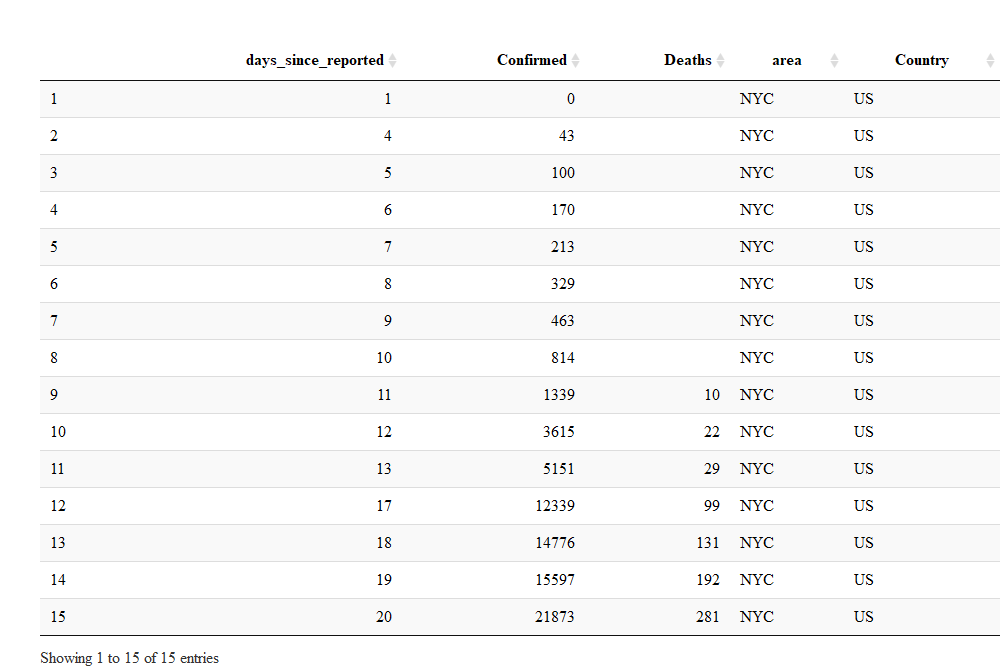 days_since_reported Confirmed Deaths area Country
1 1 0 NYC US
2 4 43 NYC US
3 5 100 NYC US
4 6 170 NYC US
5 7 213 NYC US
6 8 329 NYC US
7 9 463 NYC US
8 10 814 NYC US
9 11 1339 10 NYC US
10 12 3615 22 NYC US
11 13 5151 29 NYC US
12 17 12339 99 NYC US
13 18 14776 131 NYC US
14 19 15597 192 NYC US
15 20 21873 281 NYC US
Showing 1 to 15 of 15 entries